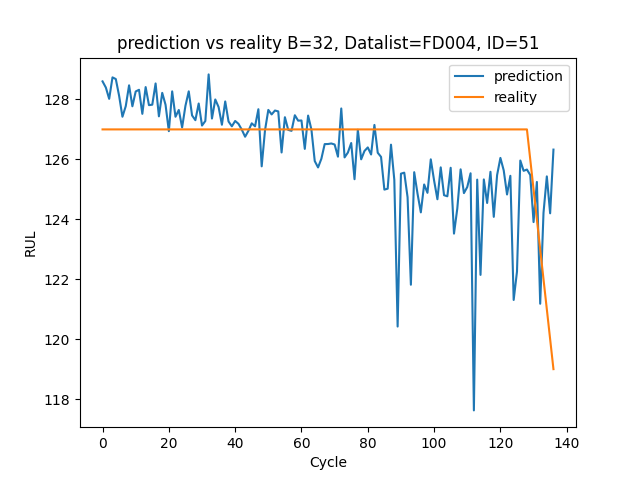 prediction vs reality B=32, Datalist=FD004, ID=51
prediction
reality
RUL
128
126
124
122
120
118
0 20 40 60 80 100 120 140
Cycle